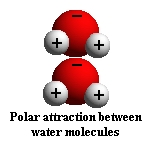 −
+ +
−
+ +
Polar attraction between
water molecules